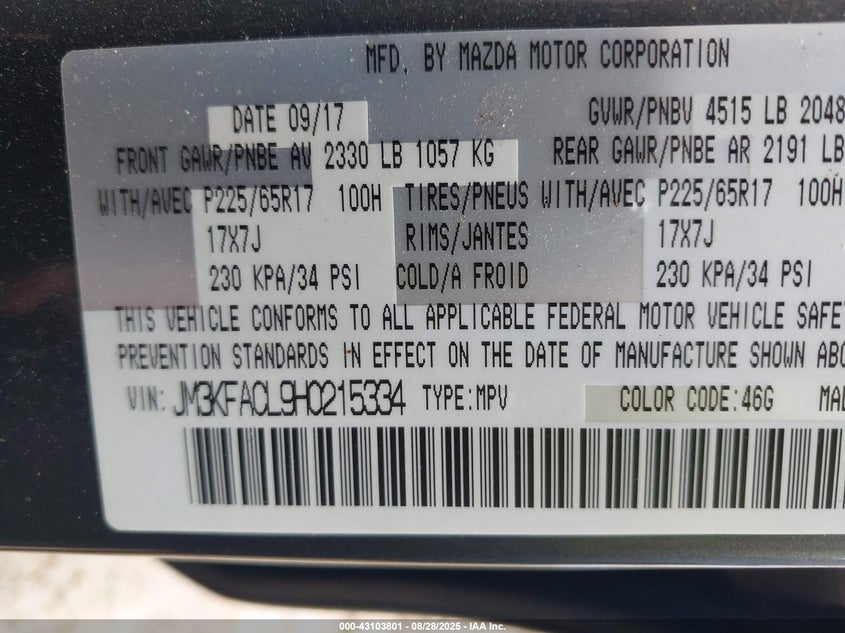 MFD. BY MAZDA MOTOR CORPORATION
DATE 09/17 GVWR/PNBV 4515 LB 2048
FRONT GAWR/PNBE AV 2330 LB 1057 KG REAR GAWR/PNBE AR 2191 LB
WITH/AVEC P225/65R17 100H TIRES/PNEUS WITH/AVEC P225/65R17 100H
17X7J RIMS/JANTES 17X7J
230 KPA/34 PSI COLD/A FROID 230 KPA/34 PSI
THIS VEHICLE CONFORMS TO ALL APPLICABLE FEDERAL MOTOR VEHICLE SAFE
PREVENTION STANDARDS IN EFFECT ON THE DATE OF MANUFACTURE SHOWN ABO
VIN: JM3KFACL9H0215334 TYPE:MPV COLOR CODE:46G MA
000-43103801 - 08/28/2025 - IAA Inc.